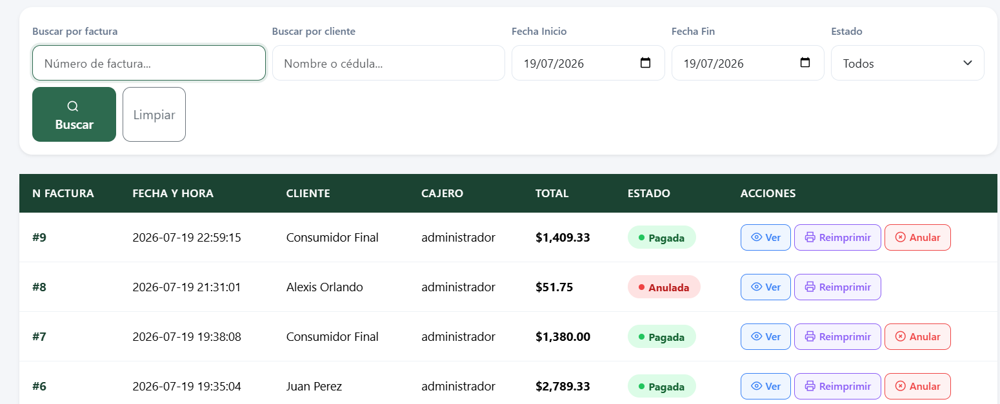 Buscar por factura Buscar por cliente Fecha Inicio Fecha Fin Estado
Número de factura... Nombre o cédula... 19/07/2026 19/07/2026 Todos
Buscar Limpiar
N FACTURA FECHA Y HORA CLIENTE CAJERO TOTAL ESTADO ACCIONES
#9 2026-07-19 22:59:15 Consumidor Final administrador $1,409.33 Pagada Ver Reimprimir Anular
#8 2026-07-19 21:31:01 Alexis Orlando administrador $51.75 Anulada Ver Reimprimir
#7 2026-07-19 19:38:08 Consumidor Final administrador $1,380.00 Pagada Ver Reimprimir Anular
#6 2026-07-19 19:35:04 Juan Perez administrador $2,789.33 Pagada Ver Reimprimir Anular